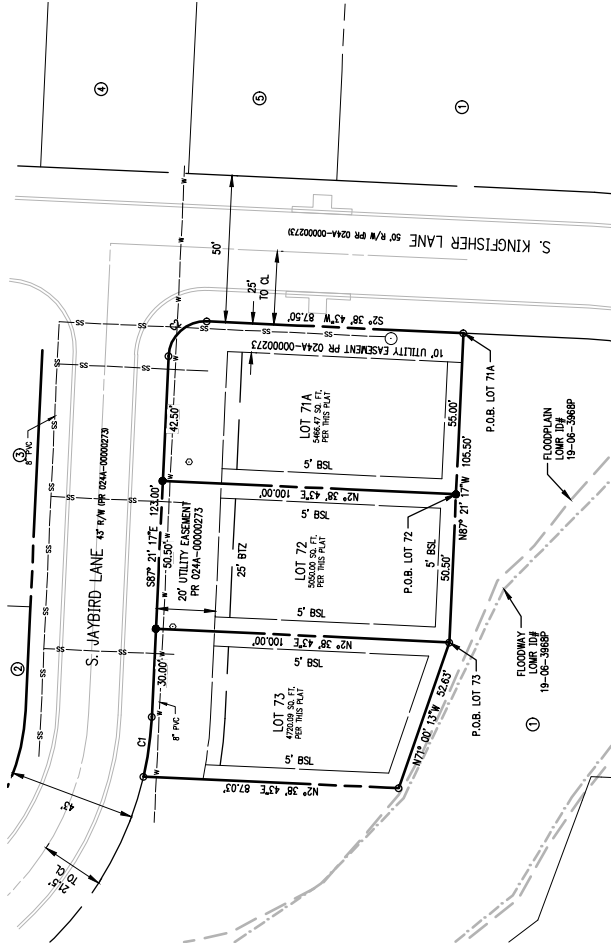 ④
⑤
①
S. KINGFISHER LANE 50' R/W (PR 024A-00000273)
50'
25'
TO CL
S2° 38' 43"W 87.50'
10' UTILITY EASEMENT PR 024A-00000273
③
8" PVC
SS
W
S. JAYBIRD LANE 43' R/W (PR 024A-00000273)
S87° 21' 17"E 123.00'
42.50'
50.50'
30.00'
20' UTILITY EASEMENT
PR 024A-00000273
25' BTZ
LOT 71A
5466.47 SQ. FT.
PER THIS PLAT
5' BSL
N2° 38' 43"E 100.00'
5' BSL
LOT 72
5050.00 SQ. FT.
PER THIS PLAT
5' BSL
5' BSL
N2° 38' 43"E 100.00'
5' BSL
LOT 73
4720.09 SQ. FT.
PER THIS PLAT
5' BSL
N2° 38' 43"E 87.03'
55.00'
N87° 21' 17"W 105.50'
50.50'
N71° 00' 13"W 52.63'
P.O.B. LOT 71A
P.O.B. LOT 72
P.O.B. LOT 73
FLOODPLAIN
LOMR ID#
19-06-3968P
FLOODWAY
LOMR ID#
19-06-3968P
①
②
8" PVC
C1
43'
21.5'
TO CL